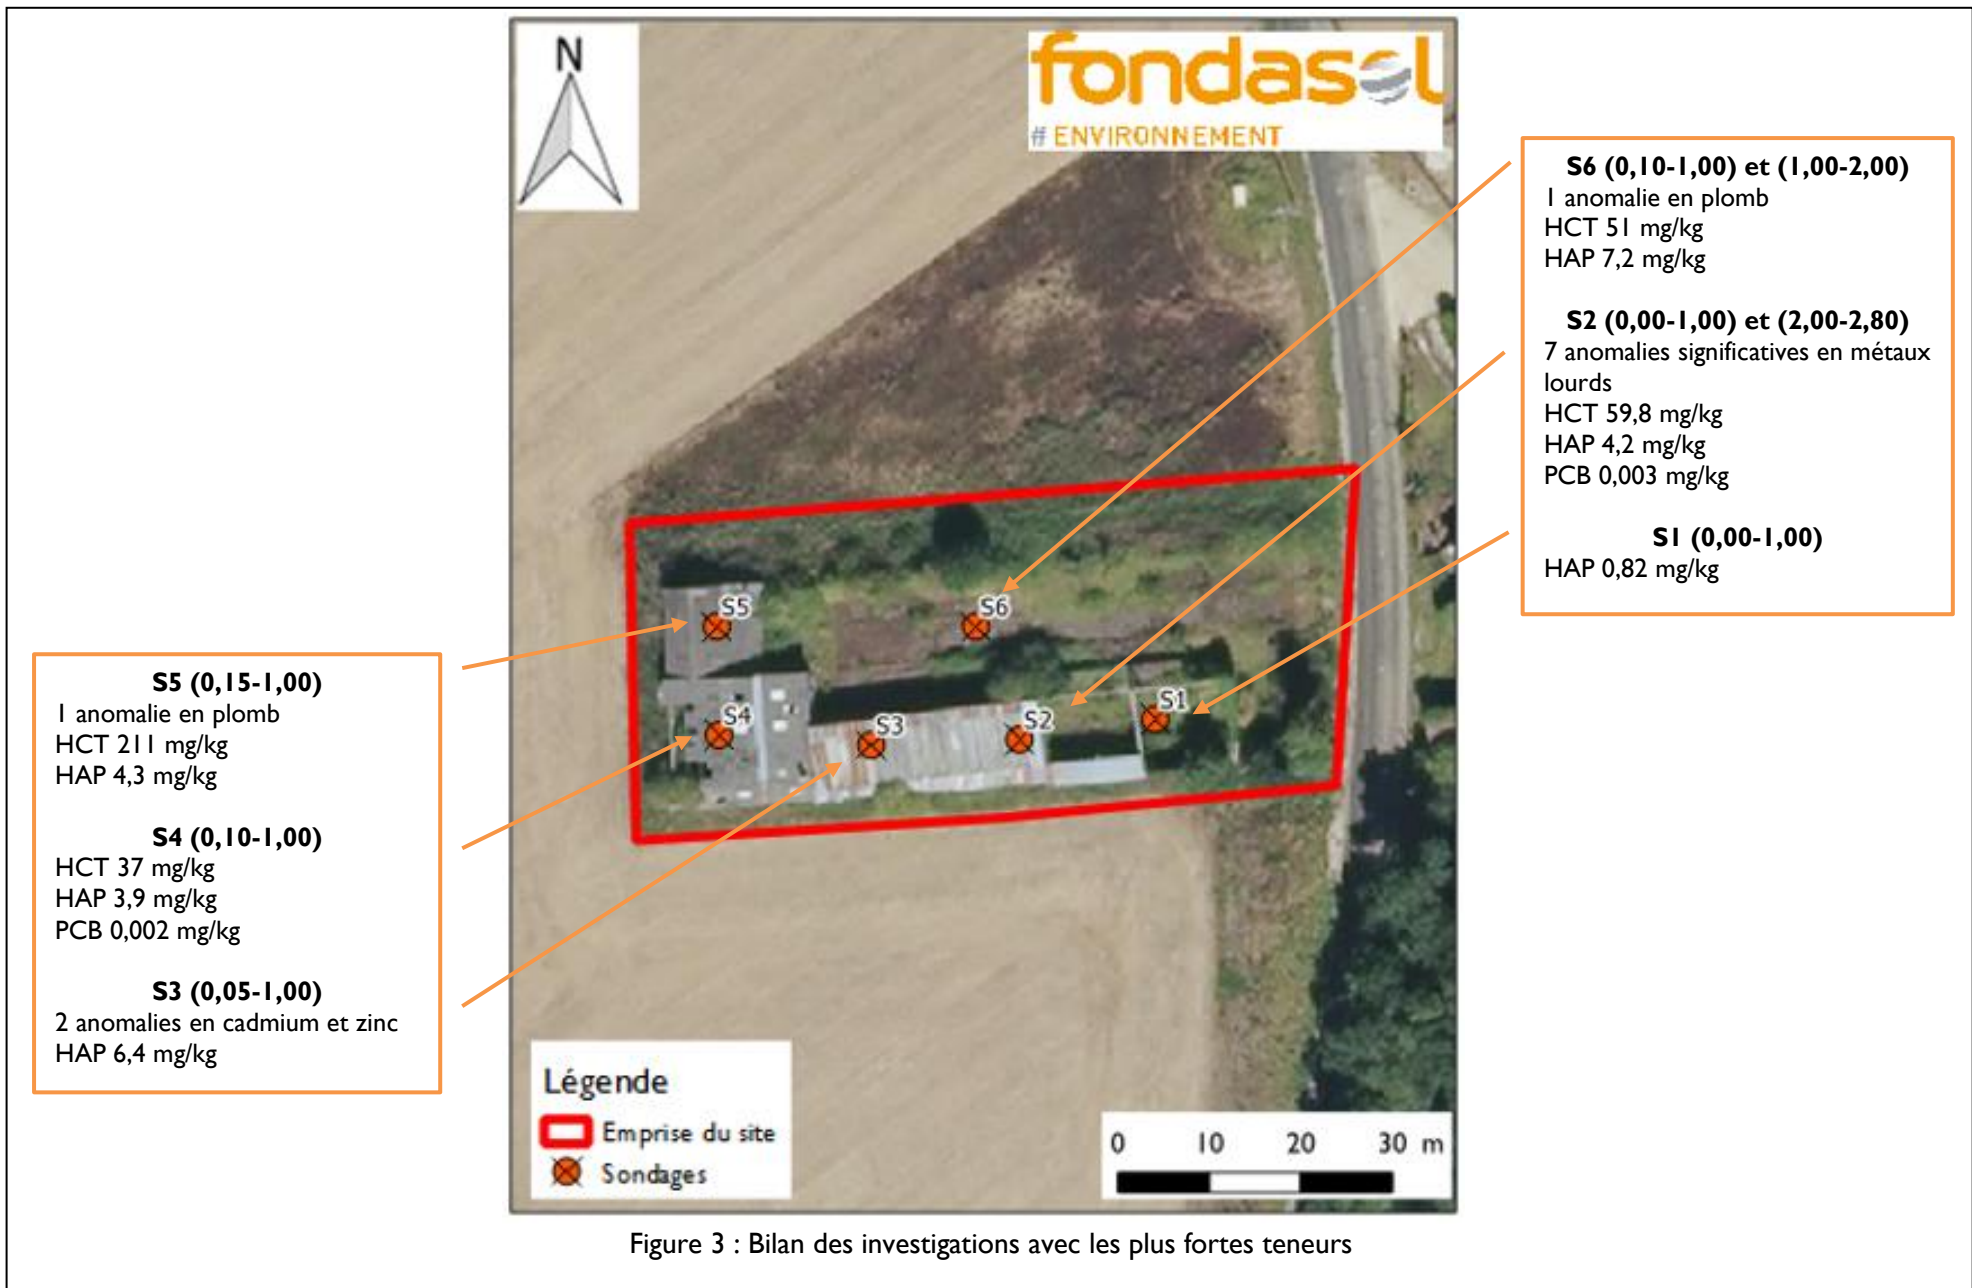 N
fondasol
# ENVIRONNEMENT
S6 (0,10-1,00) et (1,00-2,00)
1 anomalie en plomb
HCT 51 mg/kg
HAP 7,2 mg/kg
S2 (0,00-1,00) et (2,00-2,80)
7 anomalies significatives en métaux
lourds
HCT 59,8 mg/kg
HAP 4,2 mg/kg
PCB 0,003 mg/kg
S1 (0,00-1,00)
HAP 0,82 mg/kg
S5
S6
S4
S3
S2
S1
S5 (0,15-1,00)
1 anomalie en plomb
HCT 211 mg/kg
HAP 4,3 mg/kg
S4 (0,10-1,00)
HCT 37 mg/kg
HAP 3,9 mg/kg
PCB 0,002 mg/kg
S3 (0,05-1,00)
2 anomalies en cadmium et zinc
HAP 6,4 mg/kg
Légende
Emprise du site
Sondages
0 10 20 30 m
Figure 3 : Bilan des investigations avec les plus fortes teneurs